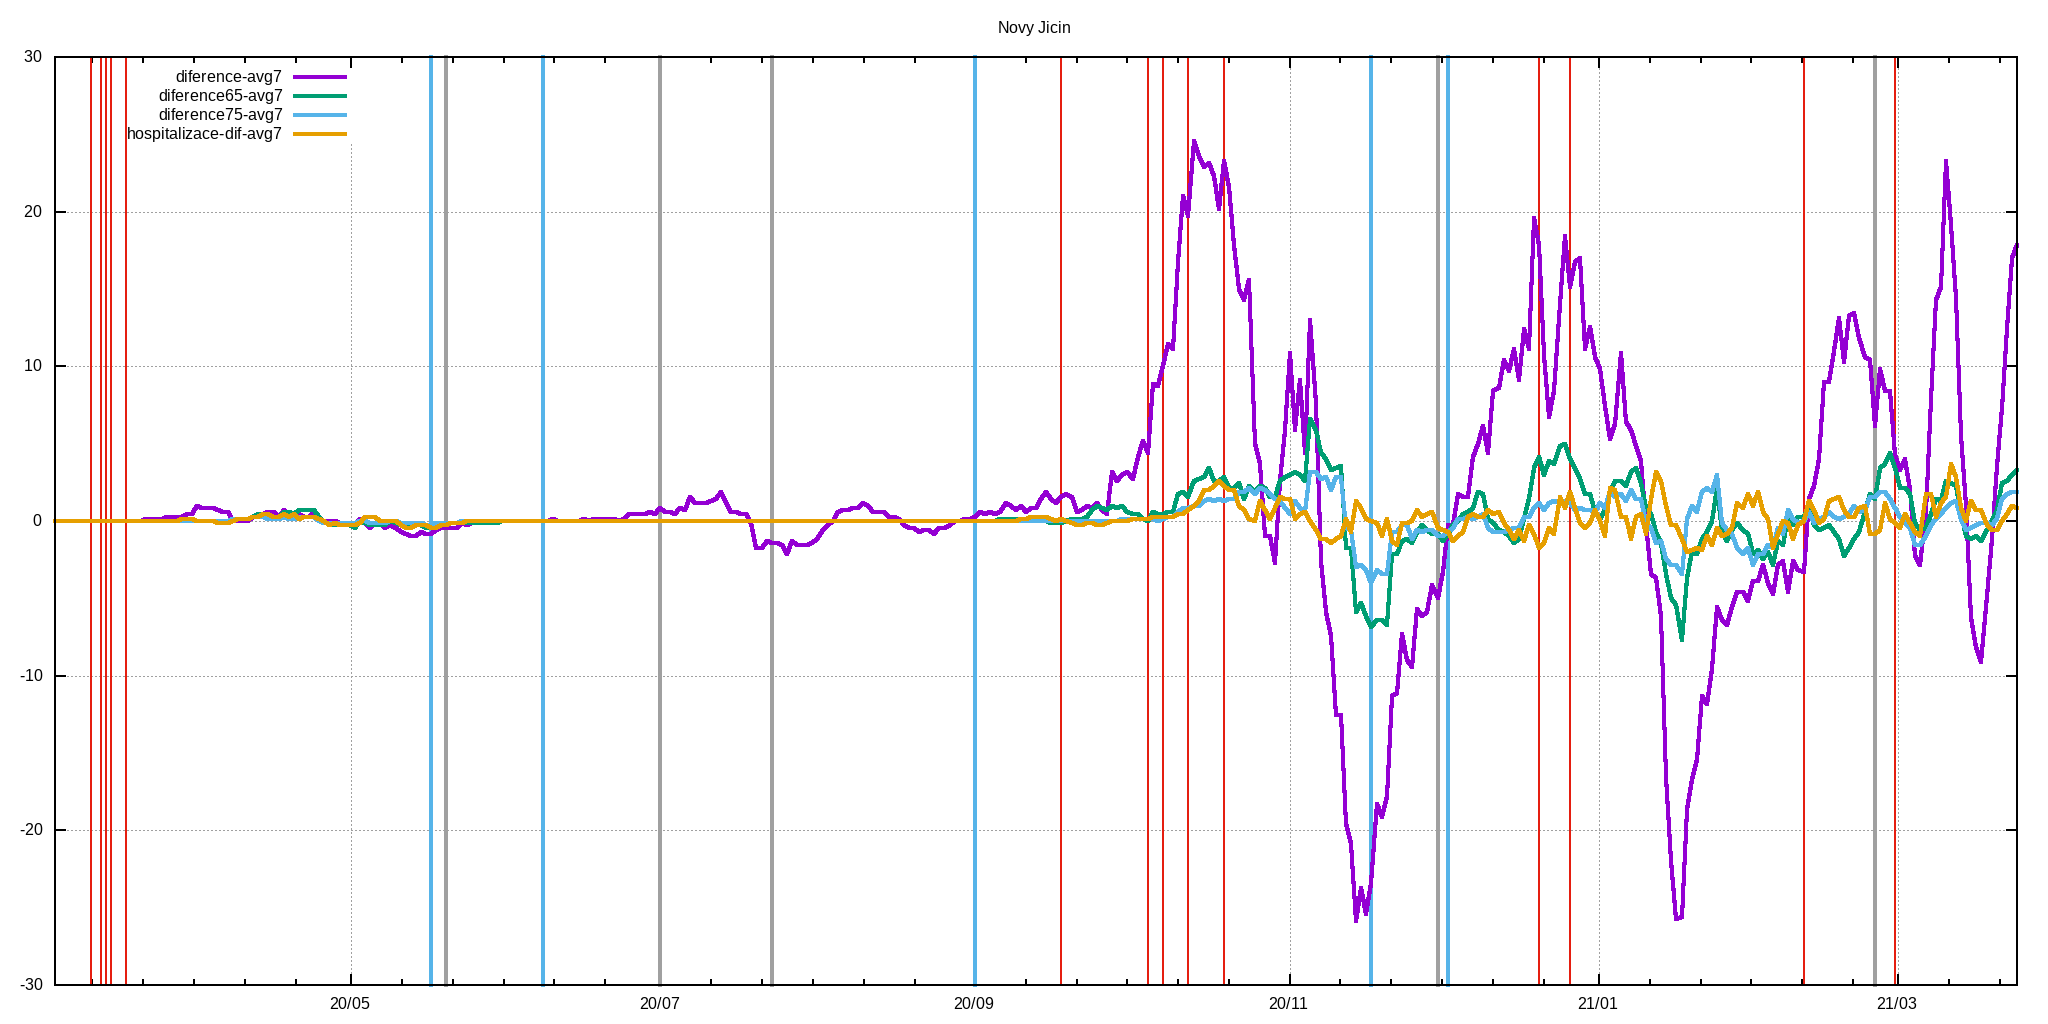 Novy Jicin
30
diference-avg7
diference65-avg7
diference75-avg7
hospitalizace-dif-avg7
20
10
0
-10
-20
-30
20/05 20/07 20/09 20/11 21/01 21/03